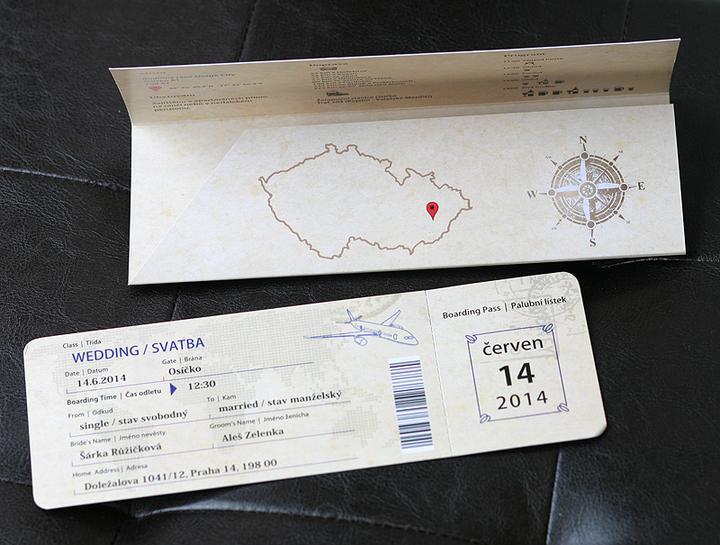 Program
N
W
E
S
Boarding Pass | Palubní lístek
červen
14
2014
Class | Třída
WEDDING / SVATBA
Date | Datum
Gate | Brána
14.6.2014
Osíčko
Boarding Time | Čas odletu
12:30
From | Odkud
To | Kam
single / stav svobodný
married / stav manželský
Bride's Name | Jméno nevěsty
Groom's Name | Jméno ženicha
Šárka Růžičková
Aleš Zelenka
Home Address | Adresa
Doležalova 1041/12, Praha 14, 198 00